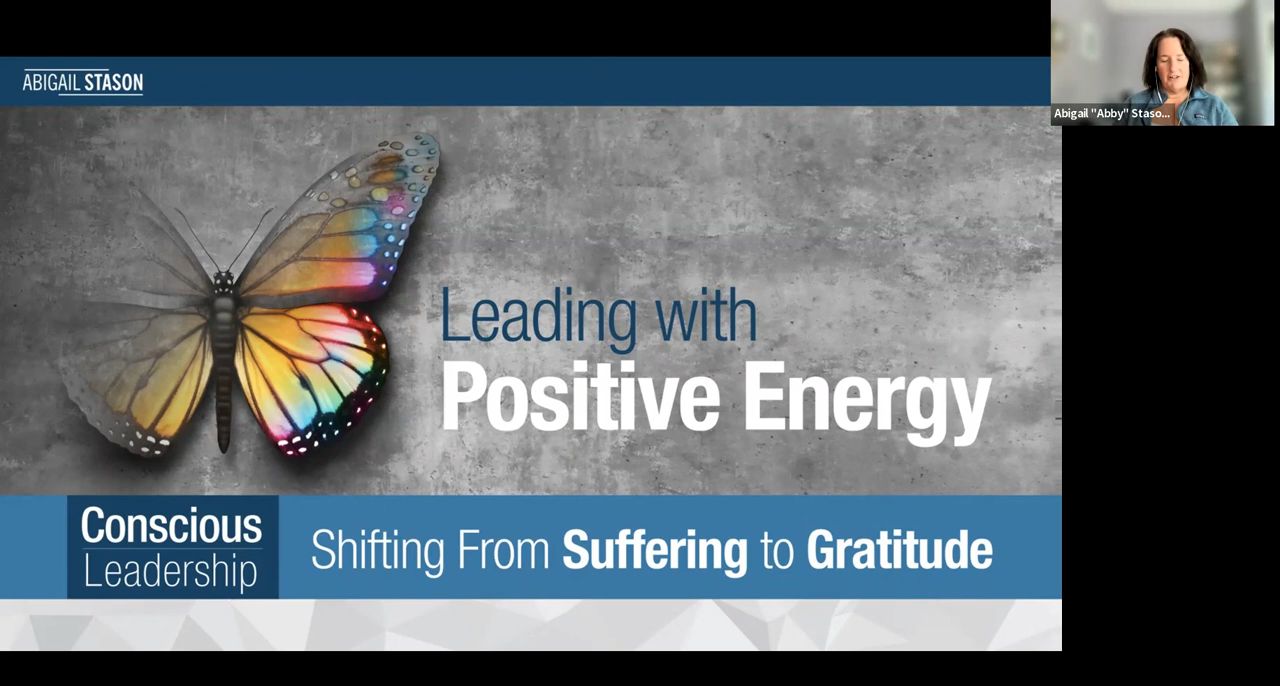 ABIGAIL STASON
Abigail "Abby" Staso...
Leading with
Positive Energy
Conscious
Leadership
Shifting From Suffering to Gratitude